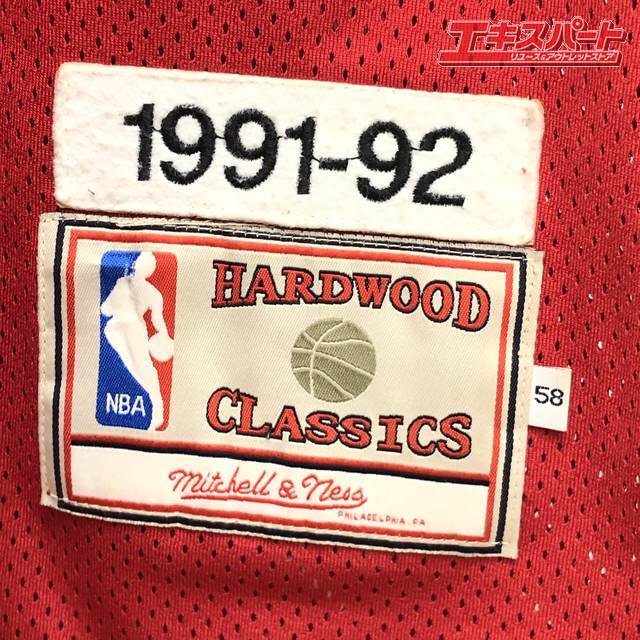 エキスパート
リユース&アウトレットストア
1991-92
HARDWOOD
CLASSICS
NBA
58
Mitchell & Ness
PHILADELPHIA, PA